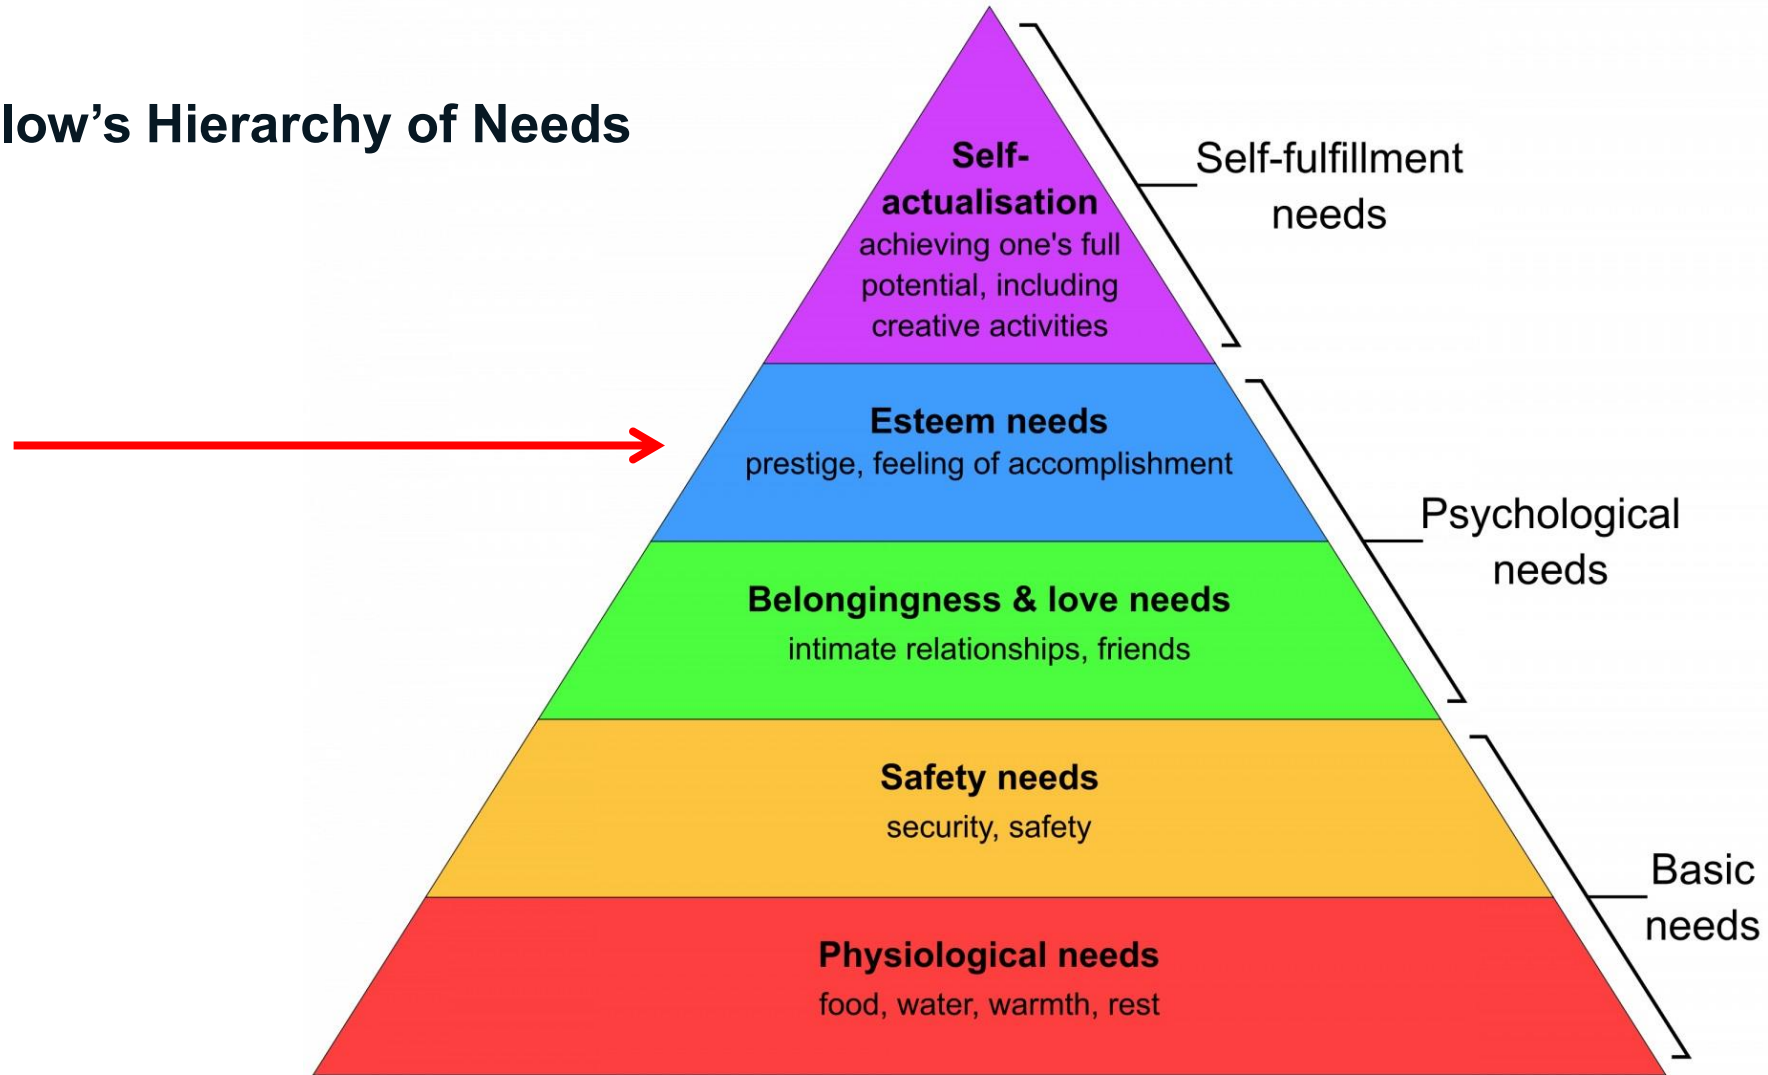 low’s Hierarchy of Needs
Self-
actualisation
achieving one's full
potential, including
creative activities
Self-fulfillment
needs
Esteem needs
prestige, feeling of accomplishment
Psychological
needs
Belongingness & love needs
intimate relationships, friends
Safety needs
security, safety
Basic
needs
Physiological needs
food, water, warmth, rest